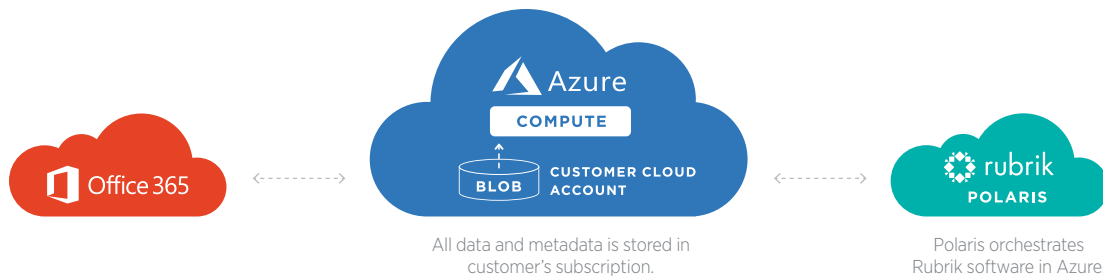 Azure
COMPUTE
BLOB
CUSTOMER CLOUD
ACCOUNT
Office 365
rubrik
POLARIS
All data and metadata is stored in
customer's subscription.
Polaris orchestrates
Rubrik software in Azure